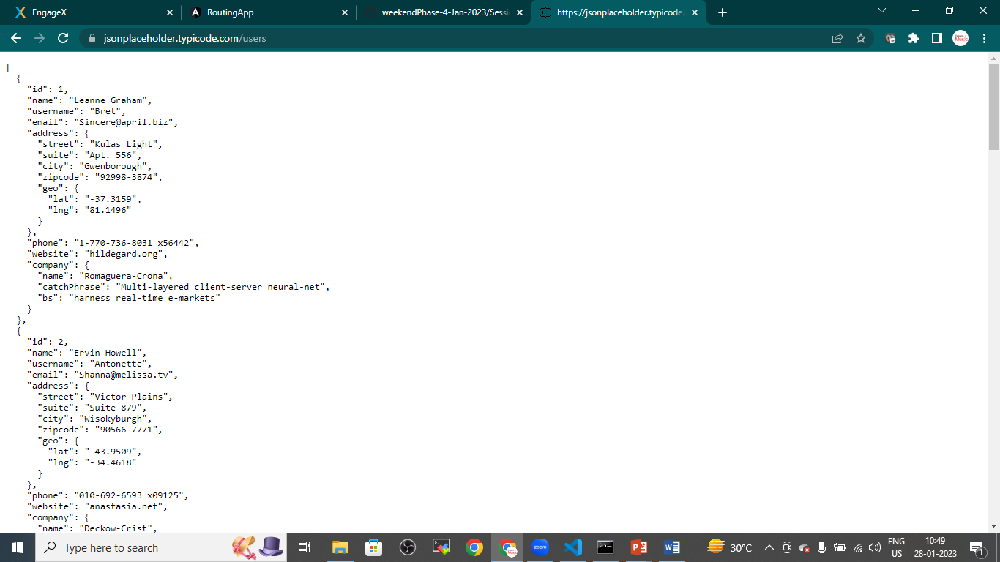 EngageX
RoutingApp
weekendPhase-4-Jan-2023/Sessi
https://jsonplaceholder.typicode.
jsonplaceholder.typicode.com/users
[
  {
    "id": 1,
    "name": "Leanne Graham",
    "username": "Bret",
    "email": "Sincere@april.biz",
    "address": {
      "street": "Kulas Light",
      "suite": "Apt. 556",
      "city": "Gwenborough",
      "zipcode": "92998-3874",
      "geo": {
        "lat": "-37.3159",
        "lng": "81.1496"
      }
    },
    "phone": "1-770-736-8031 x56442",
    "website": "hildegard.org",
    "company": {
      "name": "Romaguera-Crona",
      "catchPhrase": "Multi-layered client-server neural-net",
      "bs": "harness real-time e-markets"
    }
  },
  {
    "id": 2,
    "name": "Ervin Howell",
    "username": "Antonette",
    "email": "Shanna@melissa.tv",
    "address": {
      "street": "Victor Plains",
      "suite": "Suite 879",
      "city": "Wisokyburgh",
      "zipcode": "90566-7771",
      "geo": {
        "lat": "-43.9509",
        "lng": "-34.4618"
      }
    },
    "phone": "010-692-6593 x09125",
    "website": "anastasia.net",
    "company": {
      "name": "Deckow-Crist",
Type here to search
zoom
30°C
ENG
US
10:49
28-01-2023
1